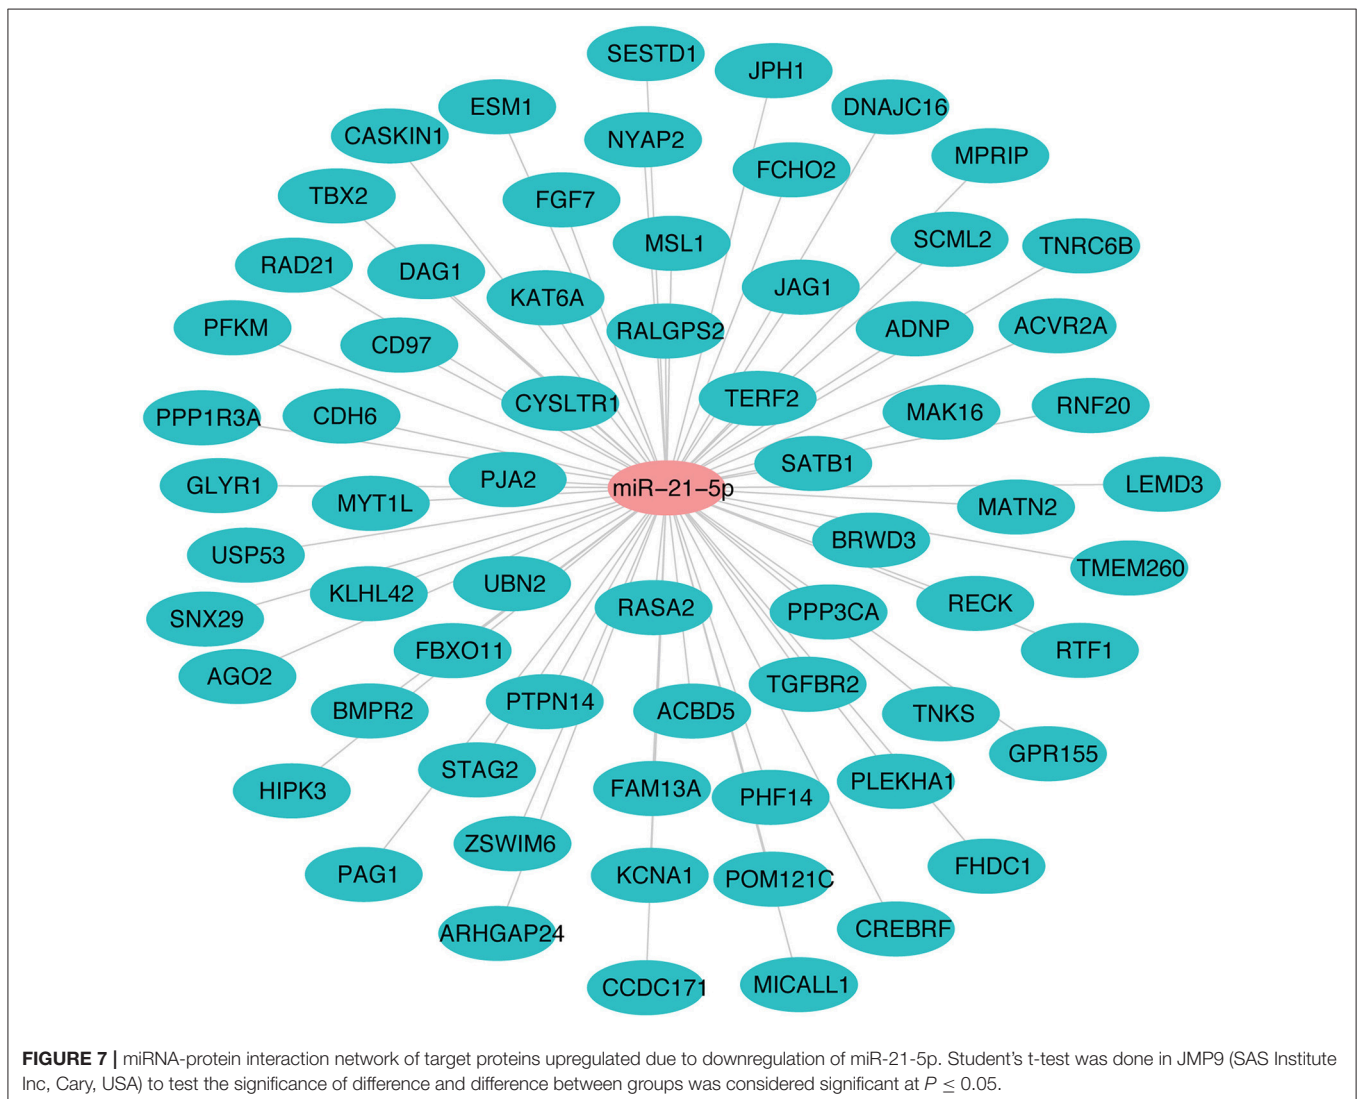 SESTD1
JPH1
ESM1
DNAJC16
CASKIN1
NYAP2
MPRIP
FCHO2
TBX2
FGF7
SCML2
MSL1
TNRC6B
RAD21
DAG1
JAG1
KAT6A
PFKM
RALGPS2
ADNP
ACVR2A
CD97
TERF2
CYSLTR1
RNF20
PPP1R3A
CDH6
MAK16
SATB1
PJA2
GLYR1
LEMD3
miR−21−5p
MYT1L
MATN2
BRWD3
USP53
TMEM260
UBN2
KLHL42
RECK
RASA2
PPP3CA
SNX29
FBXO11
RTF1
AGO2
TGFBR2
PTPN14
BMPR2
ACBD5
TNKS
GPR155
STAG2
PLEKHA1
HIPK3
FAM13A
PHF14
ZSWIM6
FHDC1
PAG1
KCNA1
POM121C
CREBRF
ARHGAP24
MICALL1
CCDC171
FIGURE 7 | miRNA-protein interaction network of target proteins upregulated due to downregulation of miR-21-5p. Student's t-test was done in JMP9 (SAS Institute
Inc, Cary, USA) to test the significance of difference and difference between groups was considered significant at P ≤ 0.05.